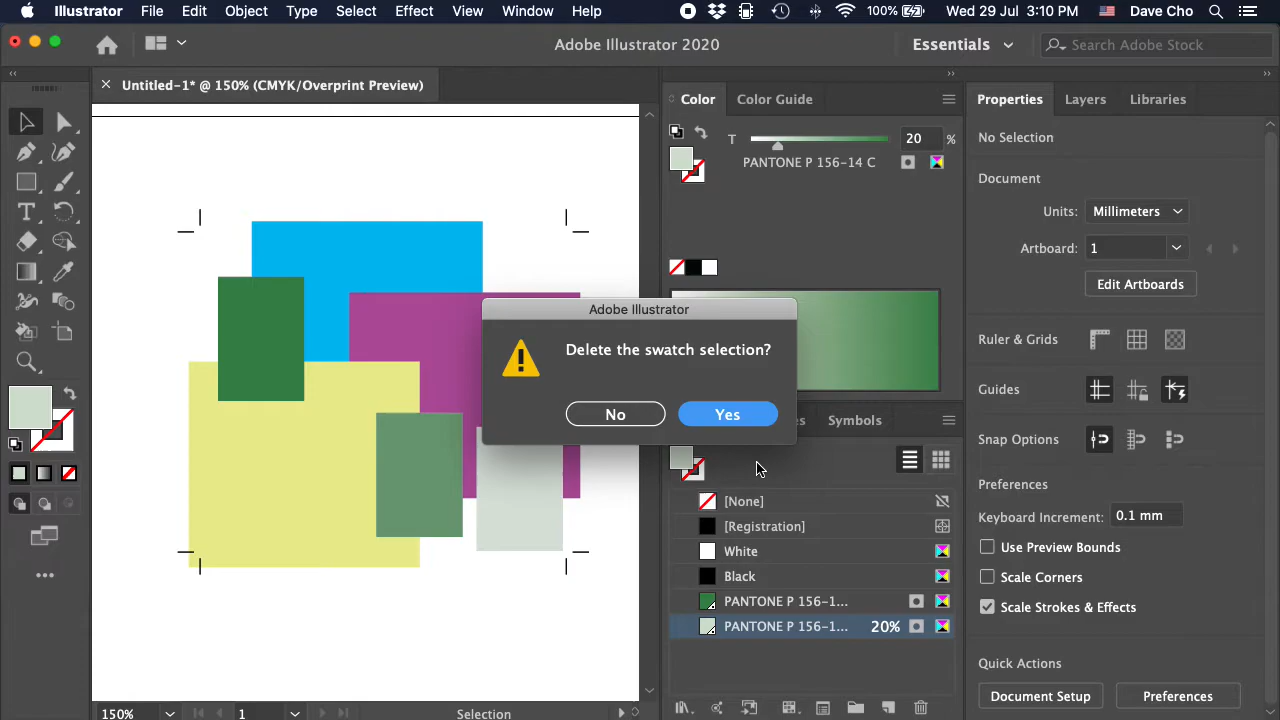 Illustrator File Edit Object Type Select Effect View Window Help 100% Wed 29 Jul 3:10 PM Dave Cho
Adobe Illustrator 2020
Essentials
Search Adobe Stock
Untitled-1* @ 150% (CMYK/Overprint Preview)
Color Color Guide
T 20 %
PANTONE P 156-14 C
Adobe Illustrator
Delete the swatch selection?
No Yes
Symbols
[None]
[Registration]
White
Black
PANTONE P 156-1...
PANTONE P 156-1... 20%
Properties Layers Libraries
No Selection
Document
Units: Millimeters
Artboard: 1
Edit Artboards
Ruler & Grid
Guides
Snap Options
Preferences
Keyboard Increment: 0.1 mm
Use Preview Bounds
Scale Corners
Scale Strokes & Effects
Quick Actions
Document Setup Preferences
150% 1 Selection